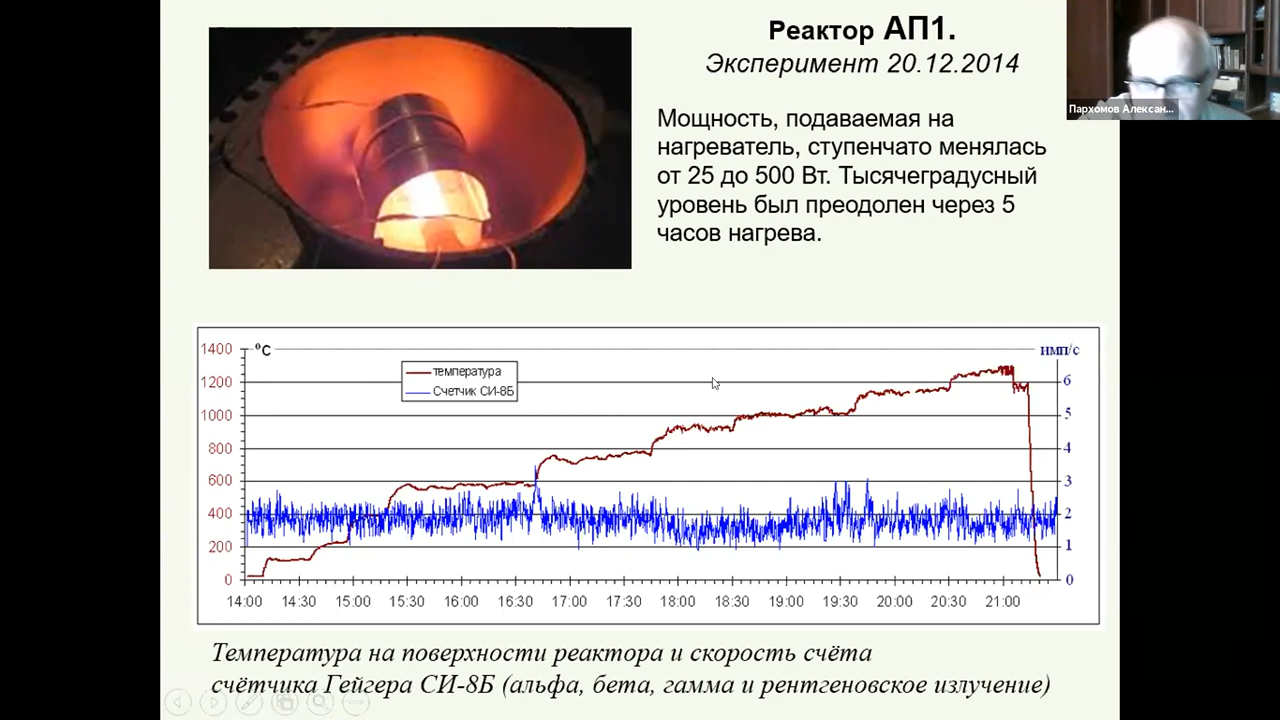 Реактор АП1.
Эксперимент 20.12.2014
Пархомов Алексан...
Мощность, подаваемая на
нагреватель, ступенчато менялась
от 25 до 500 Вт. Тысячеградусный
уровень был преодолен через 5
часов нагрева.
1400 °C имп/с
температура
Счетчик СИ-8Б
1200 6
1000 5
800 4
600 3
400 2
200 1
0 0
14:00 14:30 15:00 15:30 16:00 16:30 17:00 17:30 18:00 18:30 19:00 19:30 20:00 20:30 21:00
Температура на поверхности реактора и скорость счёта
счётчика Гейгера СИ-8Б (альфа, бета, гамма и рентгеновское излучение)